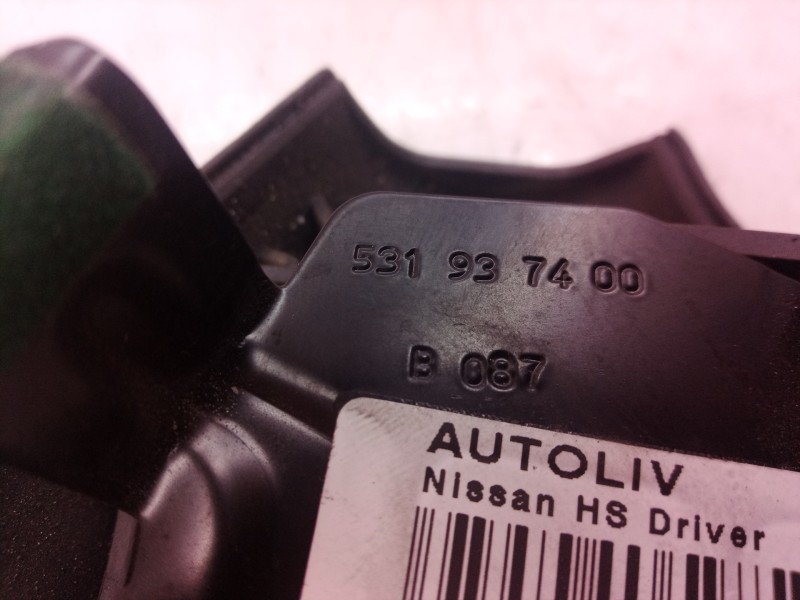 531 93 74 00
B 087
AUTOLIV
Nissan HS Driver